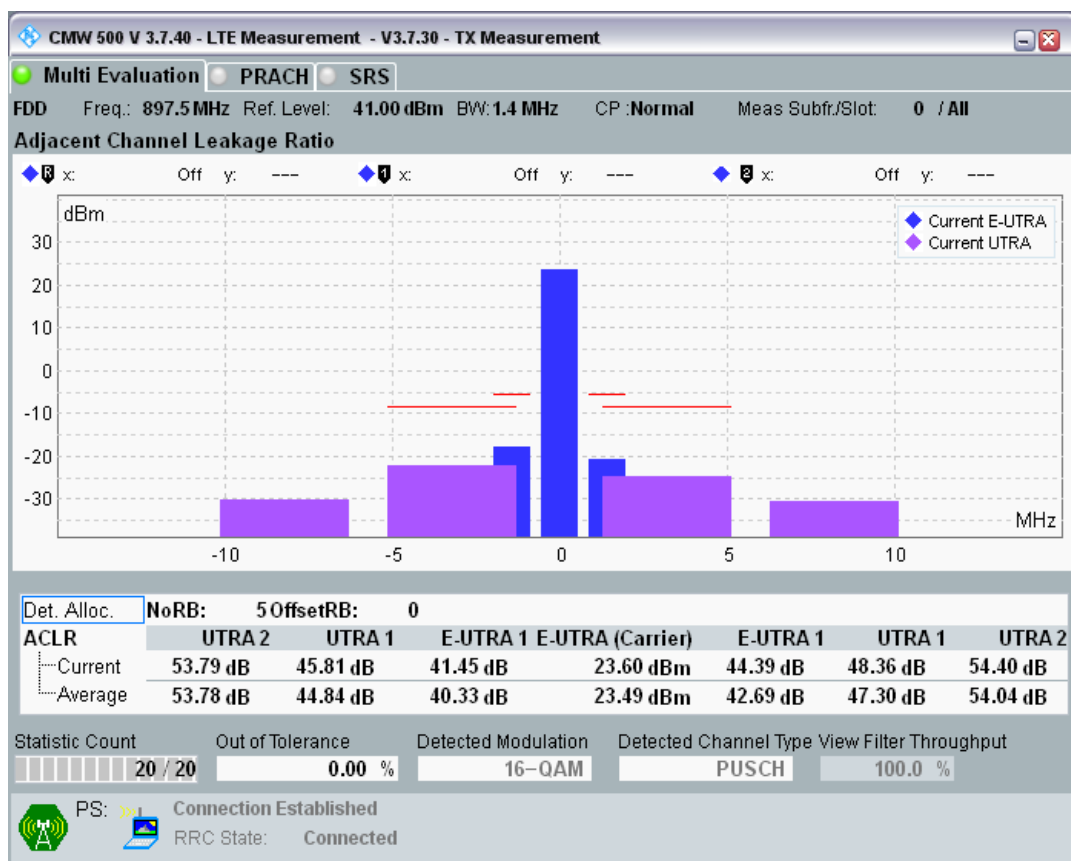 CMW 500 V 3.7.40 - LTE Measurement - V3.7.30 - TX Measurement
Multi Evaluation PRACH SRS
FDD Freq.: 897.5 MHz Ref. Level: 41.00 dBm BW: 1.4 MHz CP :Normal Meas Subfr./Slot: 0 / All
Adjacent Channel Leakage Ratio
R x: Off y: --- 1 x: Off y: --- 2 x: Off y: ---
dBm
Current E-UTRA
Current UTRA
30
20
10
0
-10
-20
-30
MHz
-10 -5 0 5 10
Det. Alloc. NoRB: 5 OffsetRB: 0
ACLR UTRA 2 UTRA 1 E-UTRA 1 E-UTRA (Carrier) E-UTRA 1 UTRA 1 UTRA 2
Current 53.79 dB 45.81 dB 41.45 dB 23.60 dBm 44.39 dB 48.36 dB 54.40 dB
Average 53.78 dB 44.84 dB 40.33 dB 23.49 dBm 42.69 dB 47.30 dB 54.04 dB
Statistic Count Out of Tolerance Detected Modulation Detected Channel Type View Filter Throughput
20 / 20 0.00 % 16-QAM PUSCH 100.0 %
PS: Connection Established
RRC State: Connected